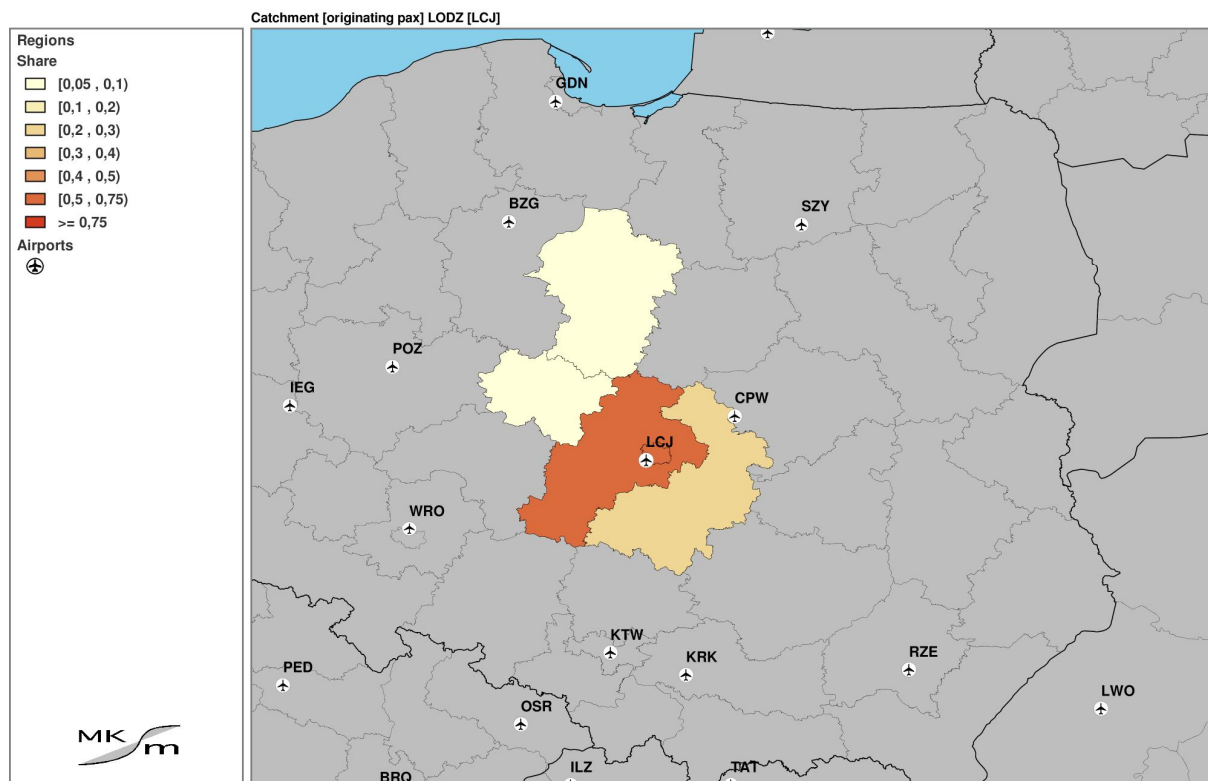 Catchment [originating pax] LODZ [LCJ]
Regions
Share
[0,05 , 0,1)
[0,1 , 0,2)
[0,2 , 0,3)
[0,3 , 0,4)
[0,4 , 0,5)
[0,5 , 0,75)
>= 0,75
Airports
GDN
BZG
SZY
POZ
IEG
CPW
LCJ
WRO
KTW
KRK
RZE
PED
OSR
LWO
MK
m
BRQ
ILZ
TAT